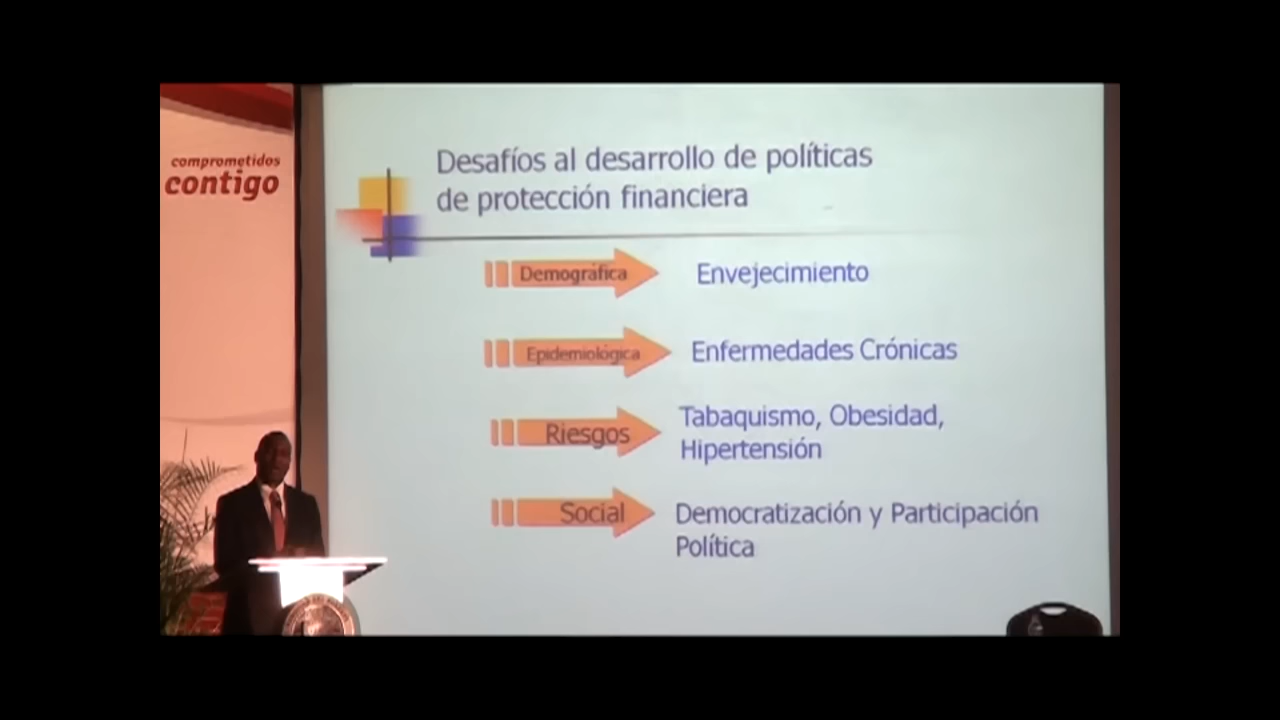 comprometidos
contigo
Desafíos al desarrollo de políticas
de protección financiera
Demográfica
Envejecimiento
Epidemiológica
Enfermedades Crónicas
Riesgos
Tabaquismo, Obesidad,
Hipertensión
Social
Democratización y Participación
Política